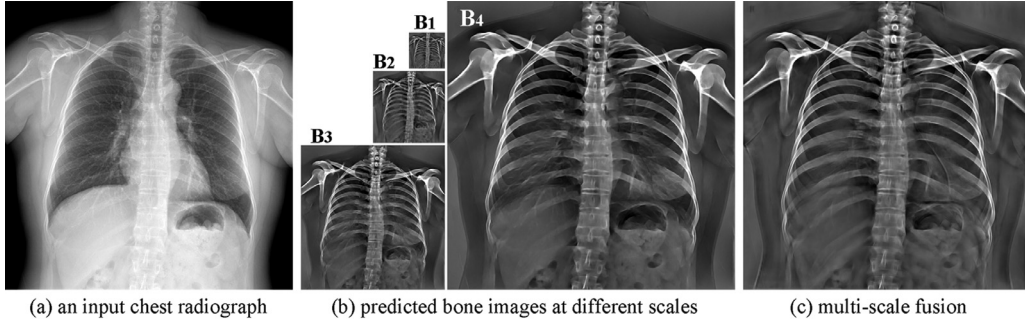 B1
B2
B3
B4
(a) an input chest radiograph
(b) predicted bone images at different scales
(c) multi-scale fusion